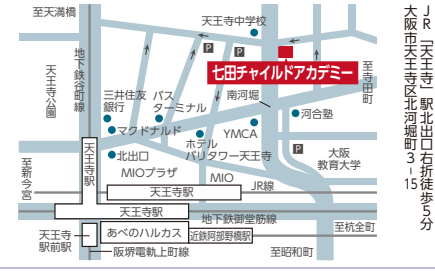 JR「天王寺」駅北出口右折徒歩5分
大阪市天王寺区北河堀町3-15
至天満橋
天王寺中学校
P
P
七田チャイルドアカデミー
至寺田町
地下鉄谷町線
天王寺公園
三井住友
銀行
バス
ターミナル
南河堀
河合塾
マクドナルド
YMCA
P
北出口
ホテル
バリタワー天王寺
大阪
教育大学
天王寺駅
MIOプラザ
MIO
JR線
至新今宮
天王寺駅
天王寺駅
地下鉄御堂筋線
天王寺
駅前駅
あべのハルカス
近鉄阿部野橋駅
至杭全町
阪堺電軌上町線
至昭和町